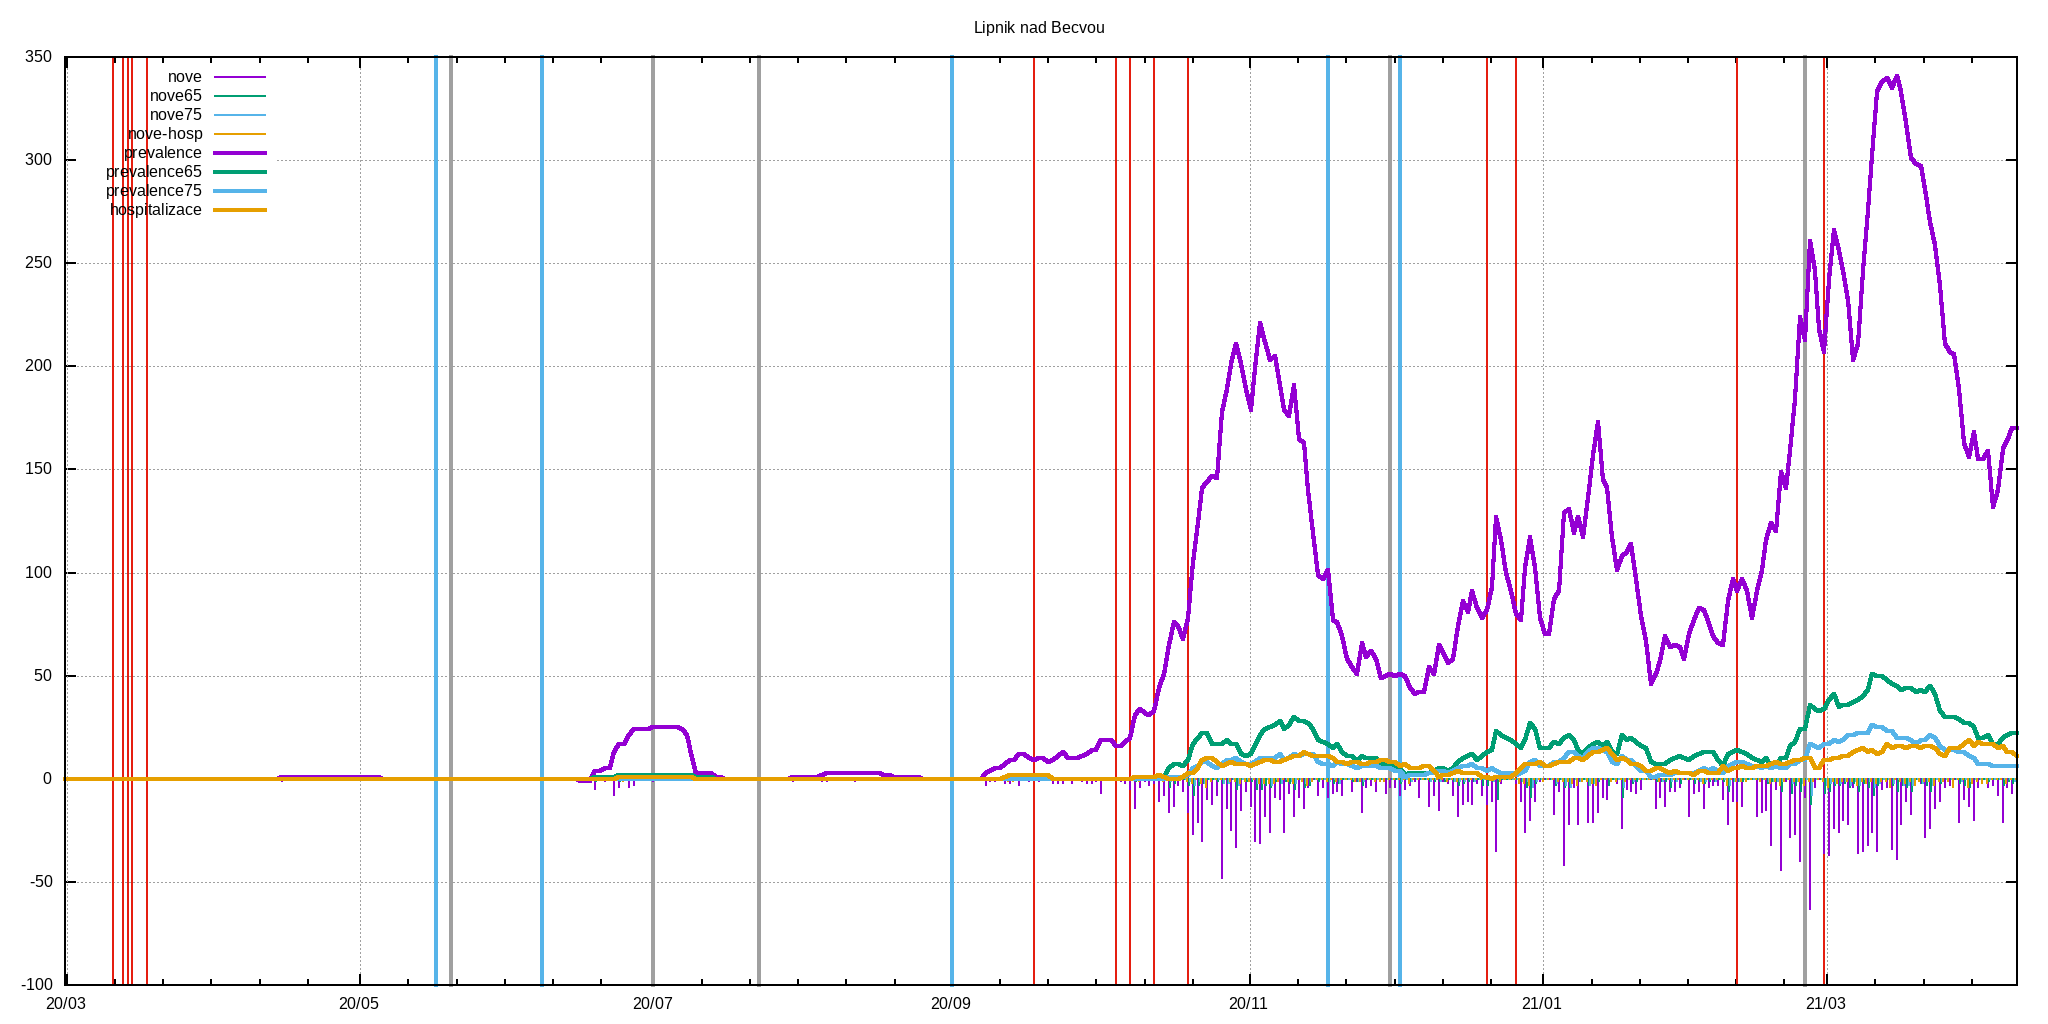 Lipnik nad Becvou
350
300
250
200
150
100
50
0
-50
-100
nove
nove65
nove75
nove-hosp
prevalence
prevalence65
prevalence75
hospitalizace
20/03 20/05 20/07 20/09 20/11 21/01 21/03